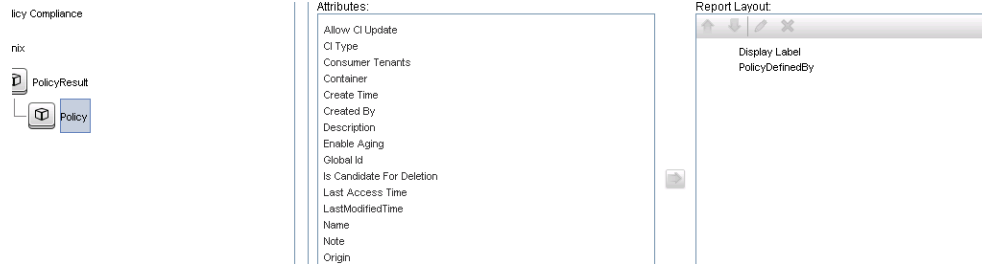 licy Compliance
nix
PolicyResult
Policy
Attributes:
Allow CI Update
CI Type
Consumer Tenants
Container
Create Time
Created By
Description
Enable Aging
Global Id
Is Candidate For Deletion
Last Access Time
LastModifiedTime
Name
Note
Origin
Report Layout:
Display Label
PolicyDefinedBy